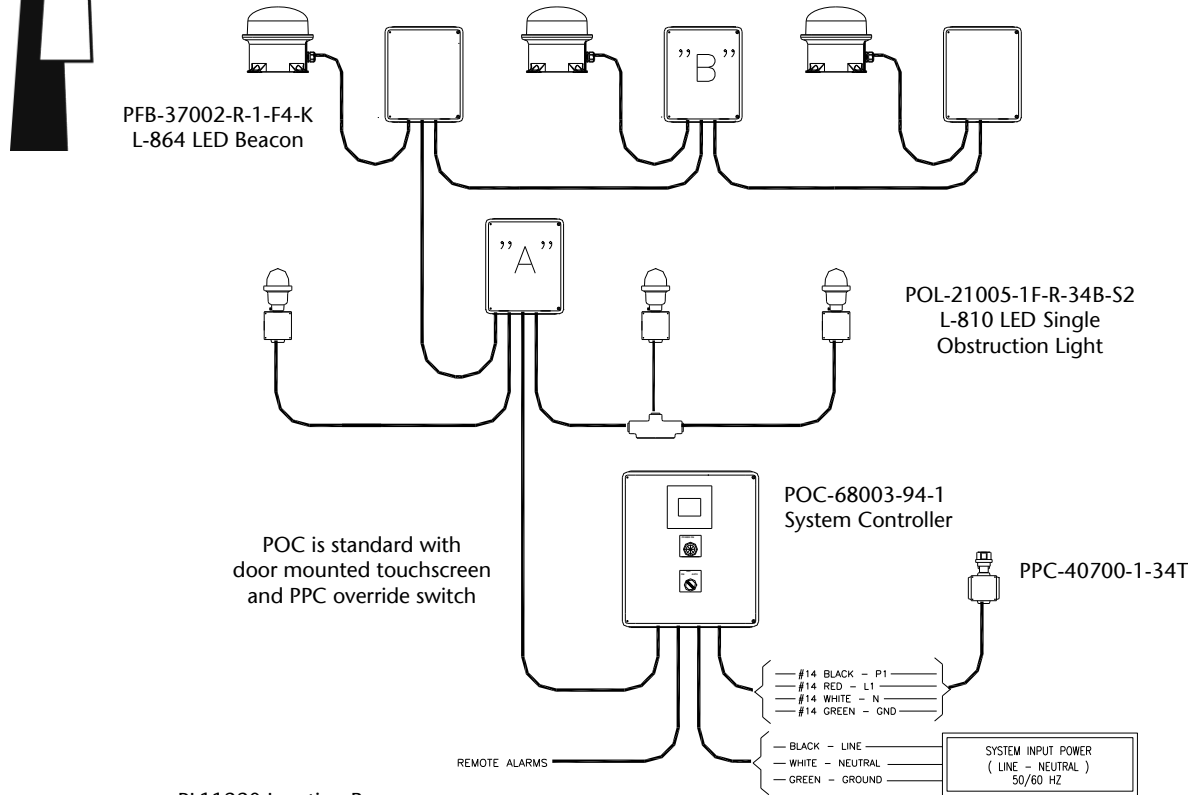 "B"
PFB-37002-R-1-F4-K
L-864 LED Beacon
"A"
POL-21005-1F-R-34B-S2
L-810 LED Single
Obstruction Light
POC-68003-94-1
System Controller
POC is standard with
door mounted touchscreen
and PPC override switch
PPC-40700-1-34T
#14 BLACK - P1
#14 RED - L1
#14 WHITE - N
#14 GREEN - GND
REMOTE ALARMS
BLACK - LINE
WHITE - NEUTRAL
GREEN - GROUND
SYSTEM INPUT POWER
( LINE - NEUTRAL )
50/60 HZ